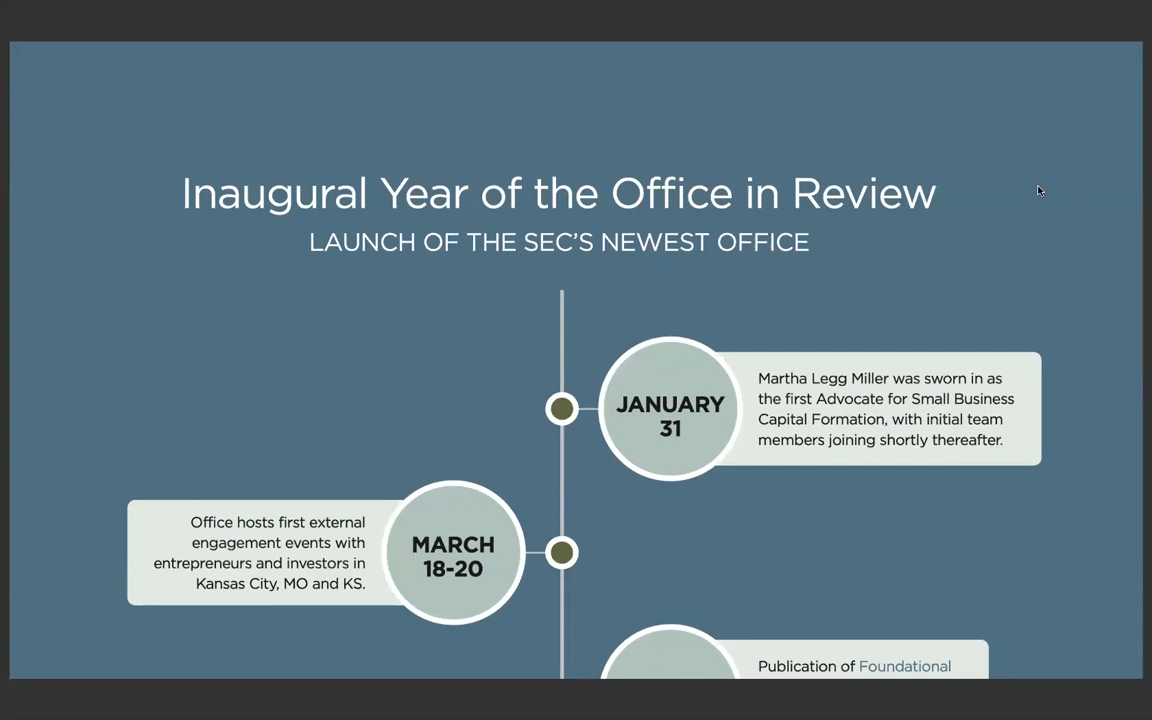 Inaugural Year of the Office in Review
LAUNCH OF THE SEC'S NEWEST OFFICE
JANUARY
31
Martha Legg Miller was sworn in as
the first Advocate for Small Business
Capital Formation, with initial team
members joining shortly thereafter.
Office hosts first external
engagement events with
entrepreneurs and investors in
Kansas City, MO and KS.
MARCH
18-20
Publication of Foundational